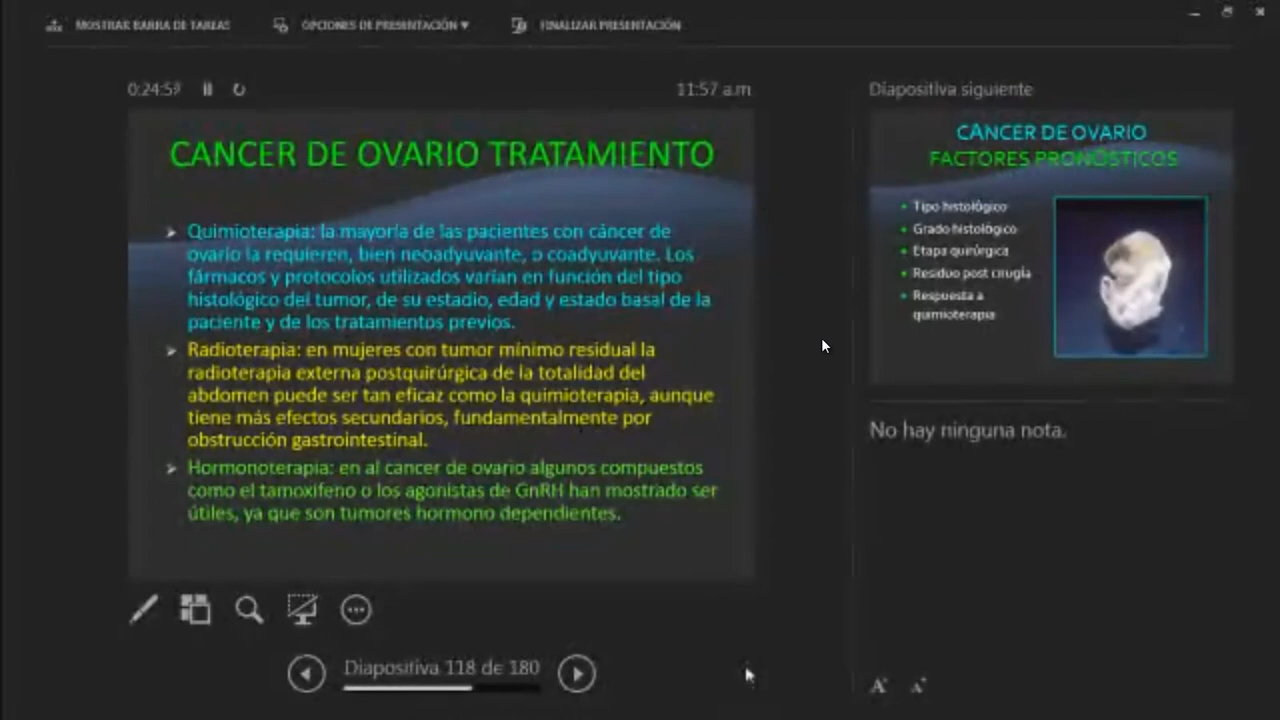 MOSTRAR BARRA DE TAREAS
OPCIONES DE PRESENTACIÓN ▼
FINALIZAR PRESENTACIÓN
0:24:59
11:57 a.m
CANCER DE OVARIO TRATAMIENTO
➢ Quimioterapia: la mayoría de las pacientes con cáncer de
ovario la requieren, bien neoadyuvante, o coadyuvante. Los
fármacos y protocolos utilizados varían en función del tipo
histológico del tumor, de su estadio, edad y estado basal de la
paciente y de los tratamientos previos.
➢ Radioterapia: en mujeres con tumor mínimo residual la
radioterapia externa postquirúrgica de la totalidad del
abdomen puede ser tan eficaz como la quimioterapia, aunque
tiene más efectos secundarios, fundamentalmente por
obstrucción gastrointestinal.
➢ Hormonoterapia: en al cancer de ovario algunos compuestos
como el tamoxifeno o los agonistas de GnRH han mostrado ser
útiles, ya que son tumores hormono dependientes.
Diapositiva 118 de 180
Diapositiva siguiente
CANCER DE OVARIO
FACTORES PRONÓSTICOS
• Tipo histológico
• Grado histológico
• Etapa quirúrgica
• Residuo post cirugía
• Respuesta a
quimioterapia
No hay ninguna nota.
A A